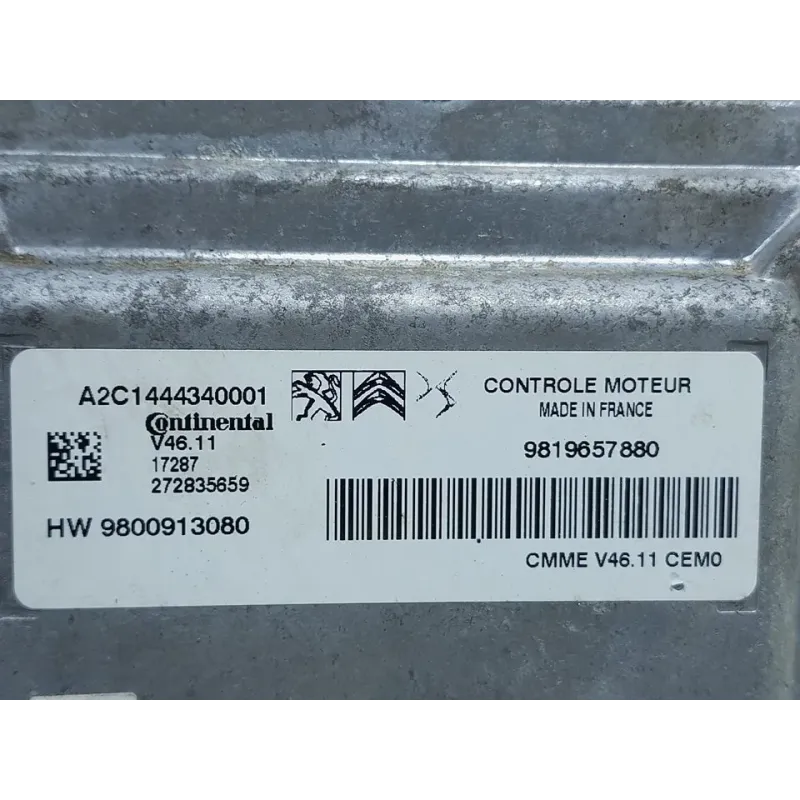 A2C1444340001
Continental
V46.11
17287
272835659
HW 9800913080
CONTROLE MOTEUR
MADE IN FRANCE
9819657880
CMME V46.11 CEM0